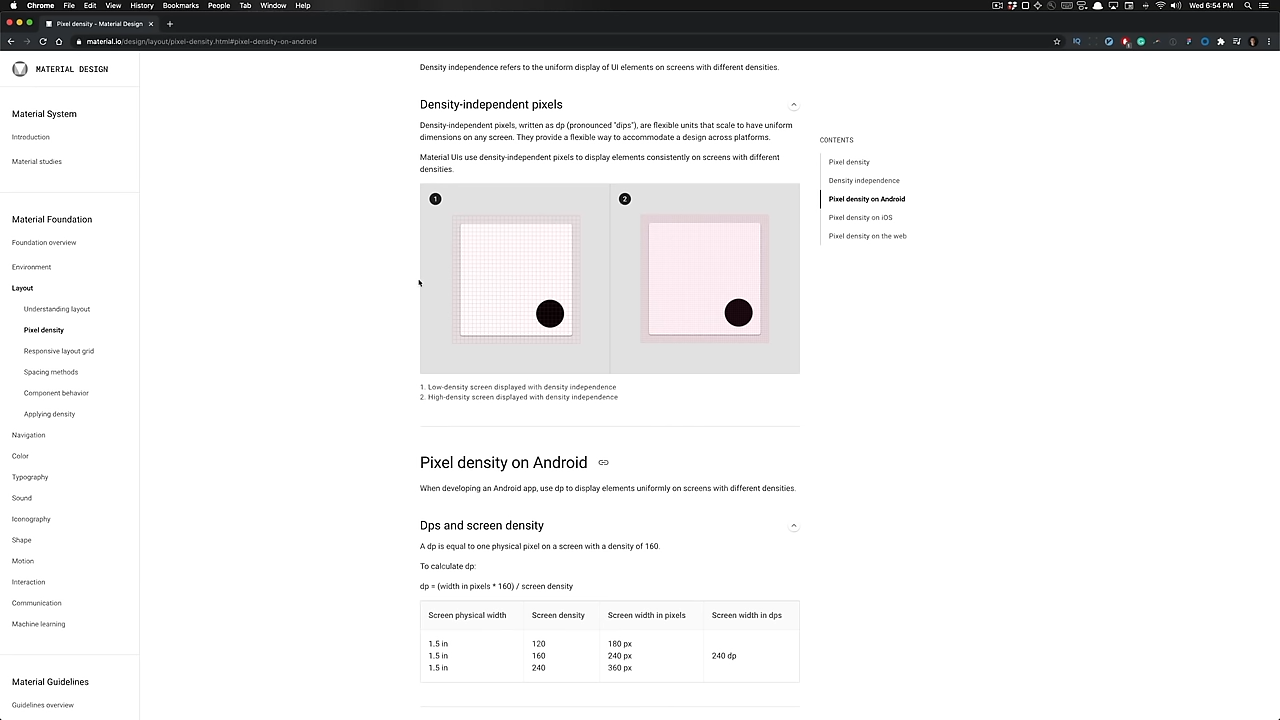 Chrome File Edit View History Bookmarks People Tab Window Help Wed 6:54 PM
Pixel density – Material Design
material.io/design/layout/pixel-density.html#pixel-density-on-android
MATERIAL DESIGN
Material System
Introduction
Material studies
Material Foundation
Foundation overview
Environment
Layout
Understanding layout
Pixel density
Responsive layout grid
Spacing methods
Component behavior
Applying density
Navigation
Color
Typography
Sound
Iconography
Shape
Motion
Interaction
Communication
Machine learning
Material Guidelines
Guidelines overview
Density independence refers to the uniform display of UI elements on screens with different densities.
Density-independent pixels
Density-independent pixels, written as dp (pronounced "dips"), are flexible units that scale to have uniform
dimensions on any screen. They provide a flexible way to accommodate a design across platforms.
Material UIs use density-independent pixels to display elements consistently on screens with different
densities.
1 2
1. Low-density screen displayed with density independence
2. High-density screen displayed with density independence
Pixel density on Android
When developing an Android app, use dp to display elements uniformly on screens with different densities.
Dps and screen density
A dp is equal to one physical pixel on a screen with a density of 160.
To calculate dp:
dp = (width in pixels * 160) / screen density
Screen physical width Screen density Screen width in pixels Screen width in dps
1.5 in 120 180 px
1.5 in 160 240 px 240 dp
1.5 in 240 360 px
CONTENTS
Pixel density
Density independence
Pixel density on Android
Pixel density on iOS
Pixel density on the web